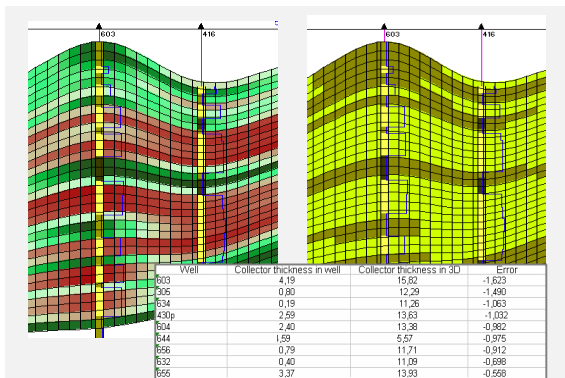 603 416
603 416
Well Collector thickness in well Collector thickness in 3D Error
603 4,19 15,82 -1,623
305 0,80 12,29 -1,490
634 0,19 11,26 -1,063
430p 2,59 13,63 -1,032
604 2,40 13,38 -0,982
644 1,59 5,57 -0,975
656 0,79 11,71 -0,912
632 0,40 11,09 -0,698
655 3,37 13,93 -0,558